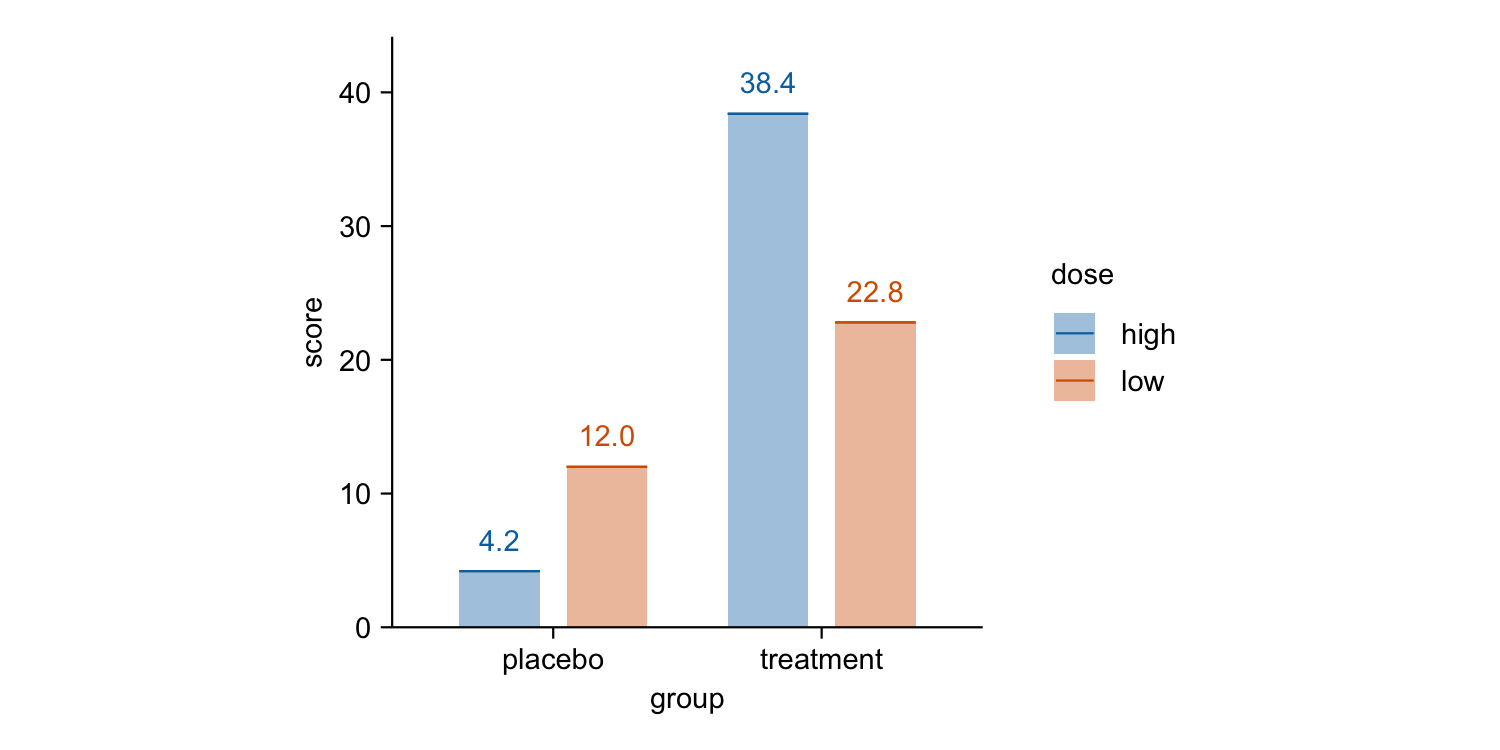 38.4
40
30
22.8
dose
high
score
20
low
12.0
10
4.2
0
placebo
treatment
group